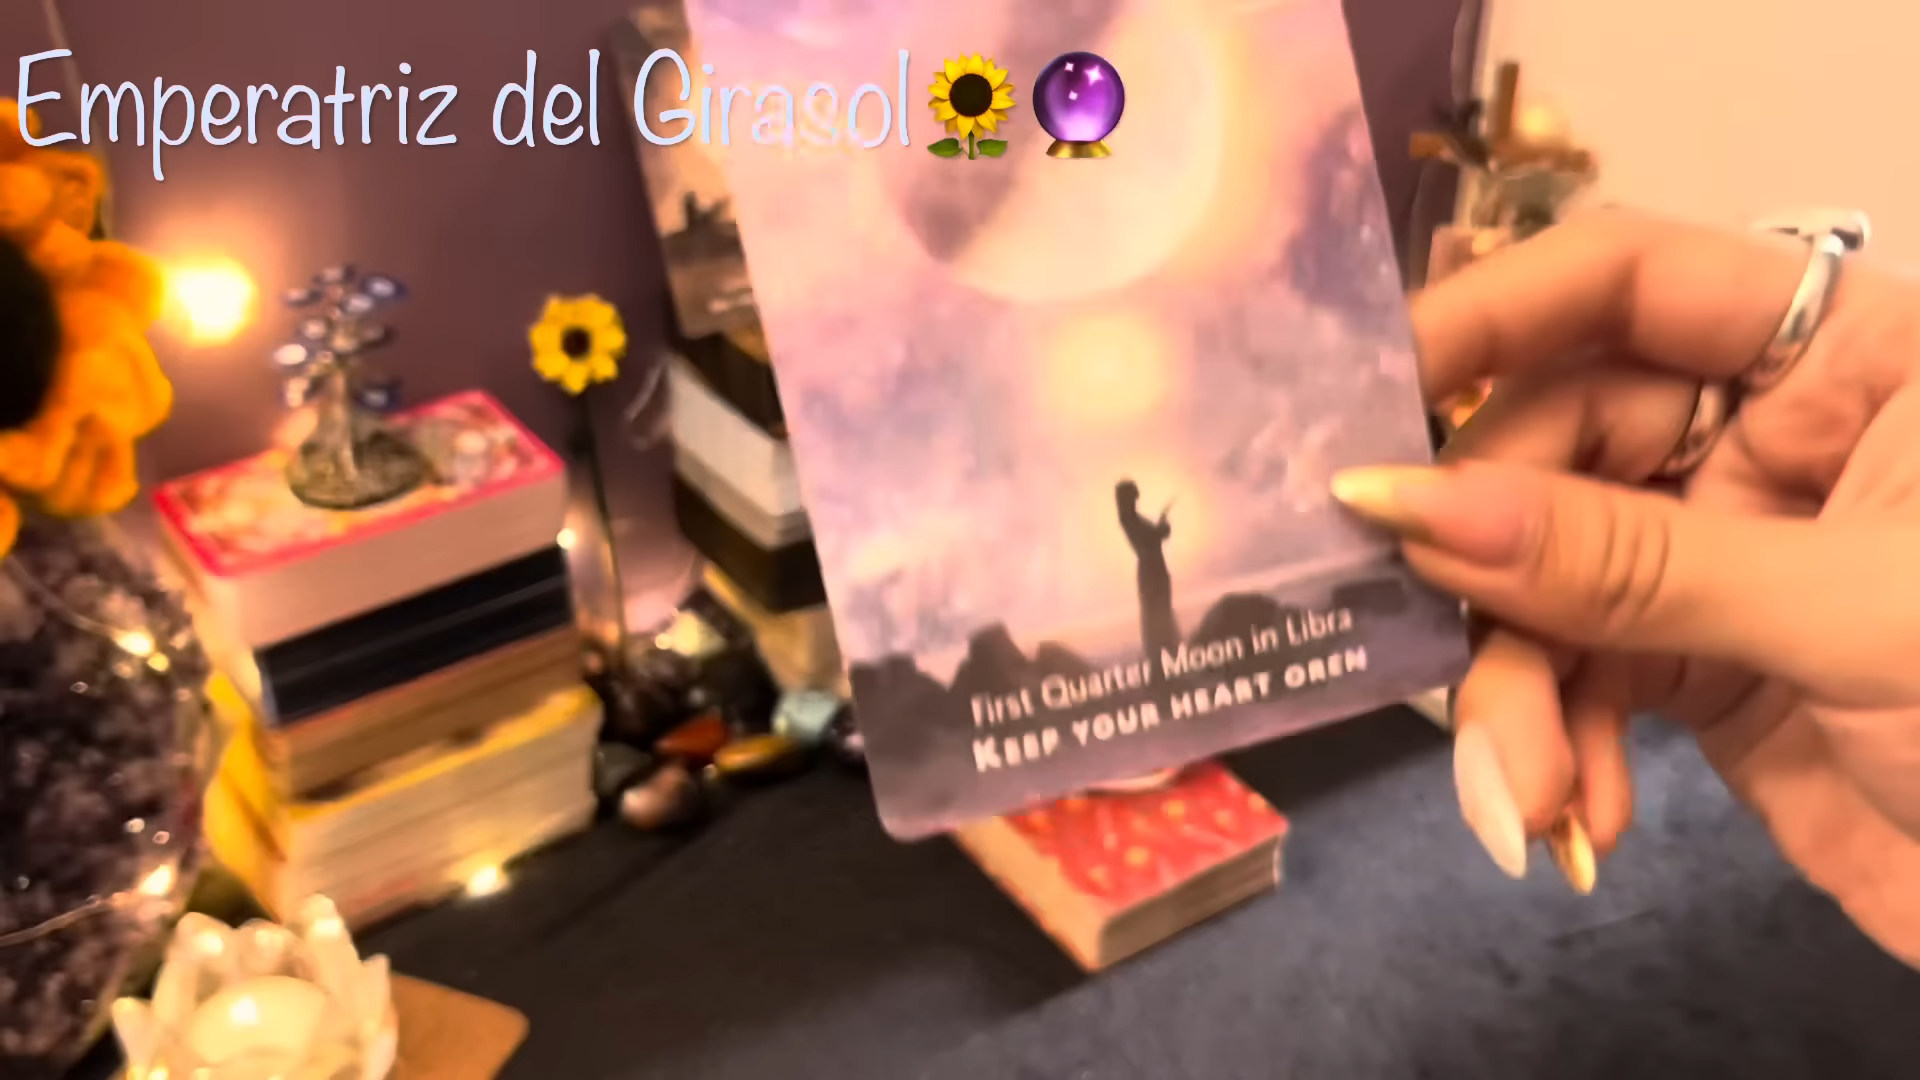 Emperatriz del Girasol🌻🔮
First Quarter Moon in Libra
KEEP YOUR HEART OPEN